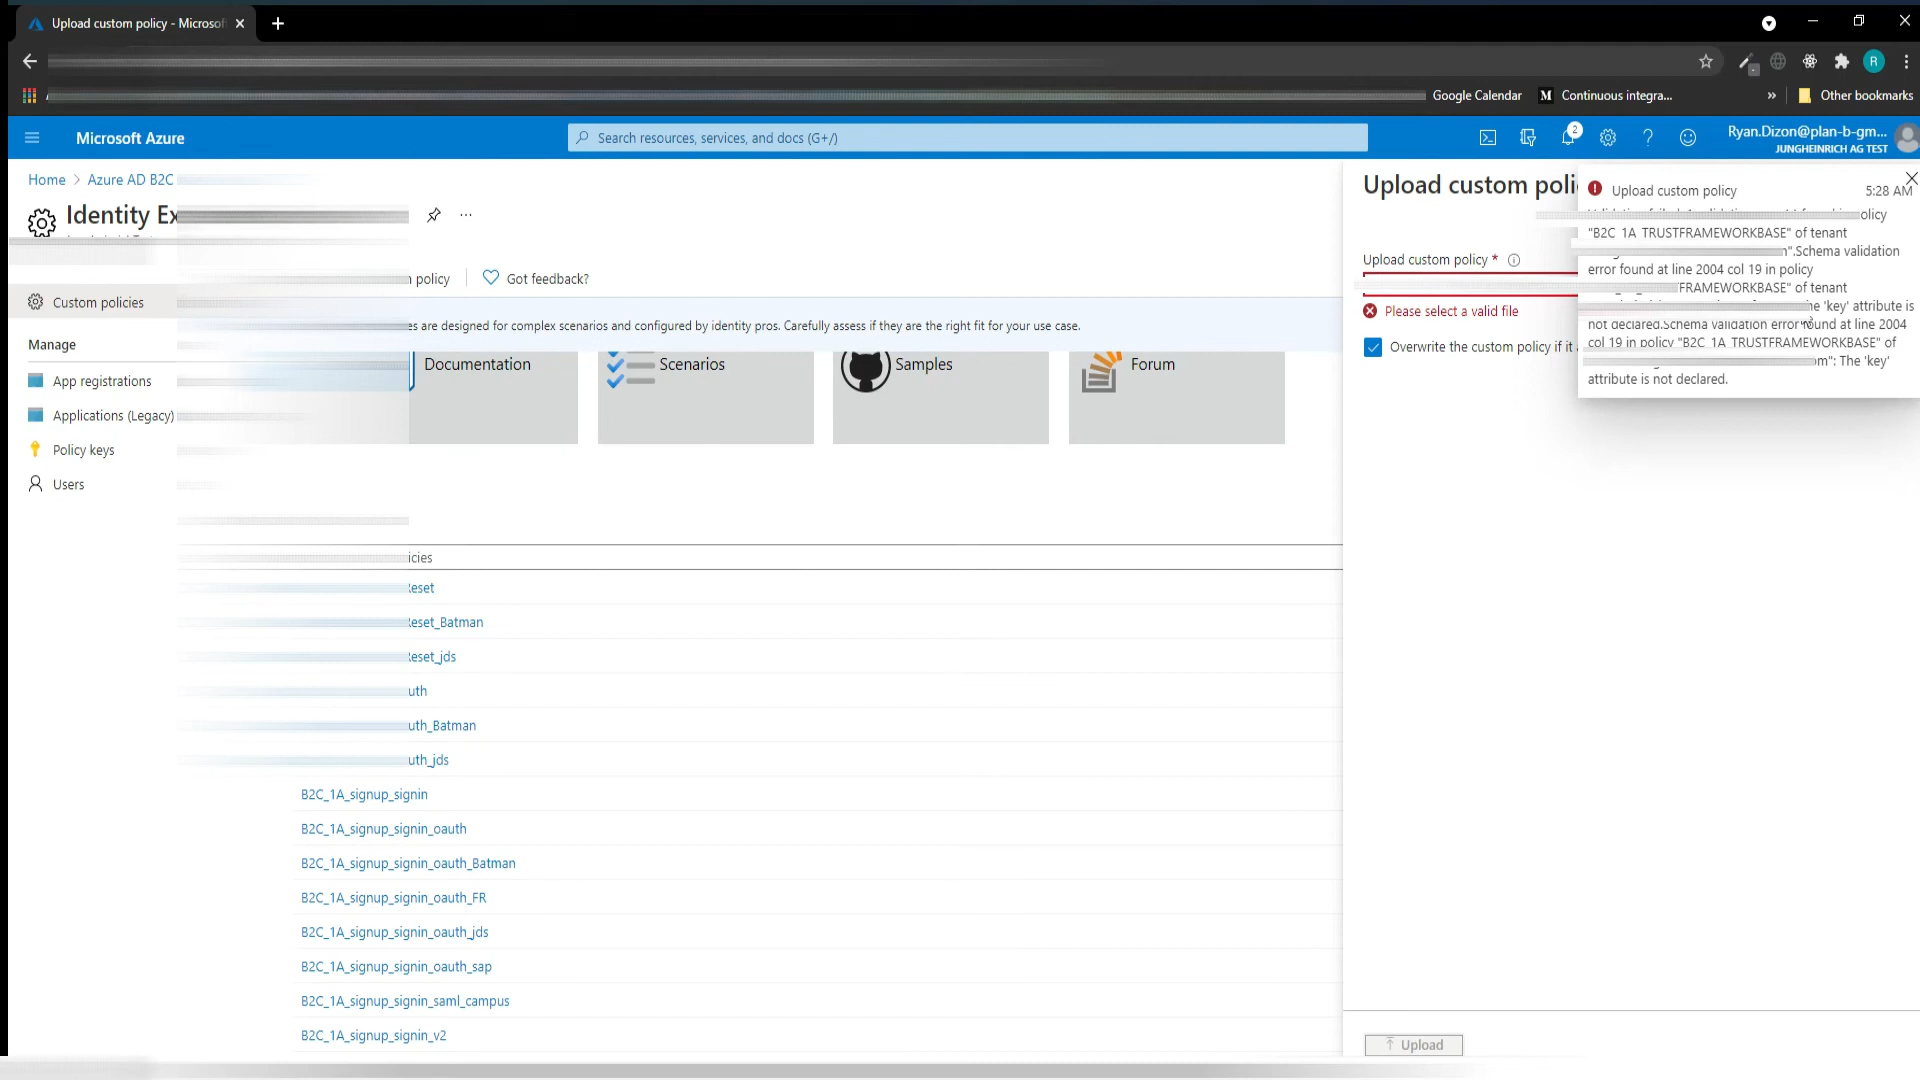 Upload custom policy - Microsof
Google Calendar
M Continuous integra...
» Other bookmarks
R
Microsoft Azure
Search resources, services, and docs (G+/)
2
Ryan.Dizon@plan-b-gm...
JUNGHEINRICH AG TEST
Home > Azure AD B2C
Identity Ex
...
policy
Got feedback?
Custom policies
es are designed for complex scenarios and configured by identity pros. Carefully assess if they are the right fit for your use case.
Manage
App registrations
Applications (Legacy)
Policy keys
Users
Documentation
Scenarios
Samples
Forum
icies
Reset
Reset_Batman
Reset_jds
uth
uth_Batman
uth_jds
B2C_1A_signup_signin
B2C_1A_signup_signin_oauth
B2C_1A_signup_signin_oauth_Batman
B2C_1A_signup_signin_oauth_FR
B2C_1A_signup_signin_oauth_jds
B2C_1A_signup_signin_oauth_sap
B2C_1A_signup_signin_saml_campus
B2C_1A_signup_signin_v2
Upload custom poli
Upload custom policy *
Please select a valid file
Overwrite the custom policy if it
Upload
Upload custom policy
5:28 AM
olicy
"B2C_1A_TRUSTFRAMEWORKBASE" of tenant
".Schema validation
error found at line 2004 col 19 in policy
FRAMEWORKBASE" of tenant
he 'key' attribute is
not declared.Schema validation error found at line 2004
col 19 in policy "B2C_1A_TRUSTFRAMEWORKBASE" of
om": The 'key'
attribute is not declared.